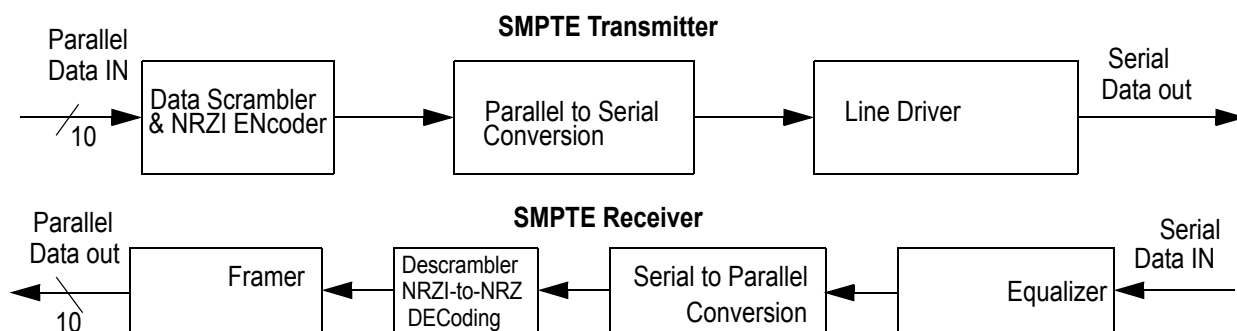 SMPTE Transmitter
Parallel
Data IN
10
Data Scrambler
& NRZI ENcoder
Parallel to Serial
Conversion
Line Driver
Serial
Data out
SMPTE Receiver
Parallel
Data out
10
Framer
Descrambler
NRZI-to-NRZ
DECoding
Serial to Parallel
Conversion
Equalizer
Serial
Data IN